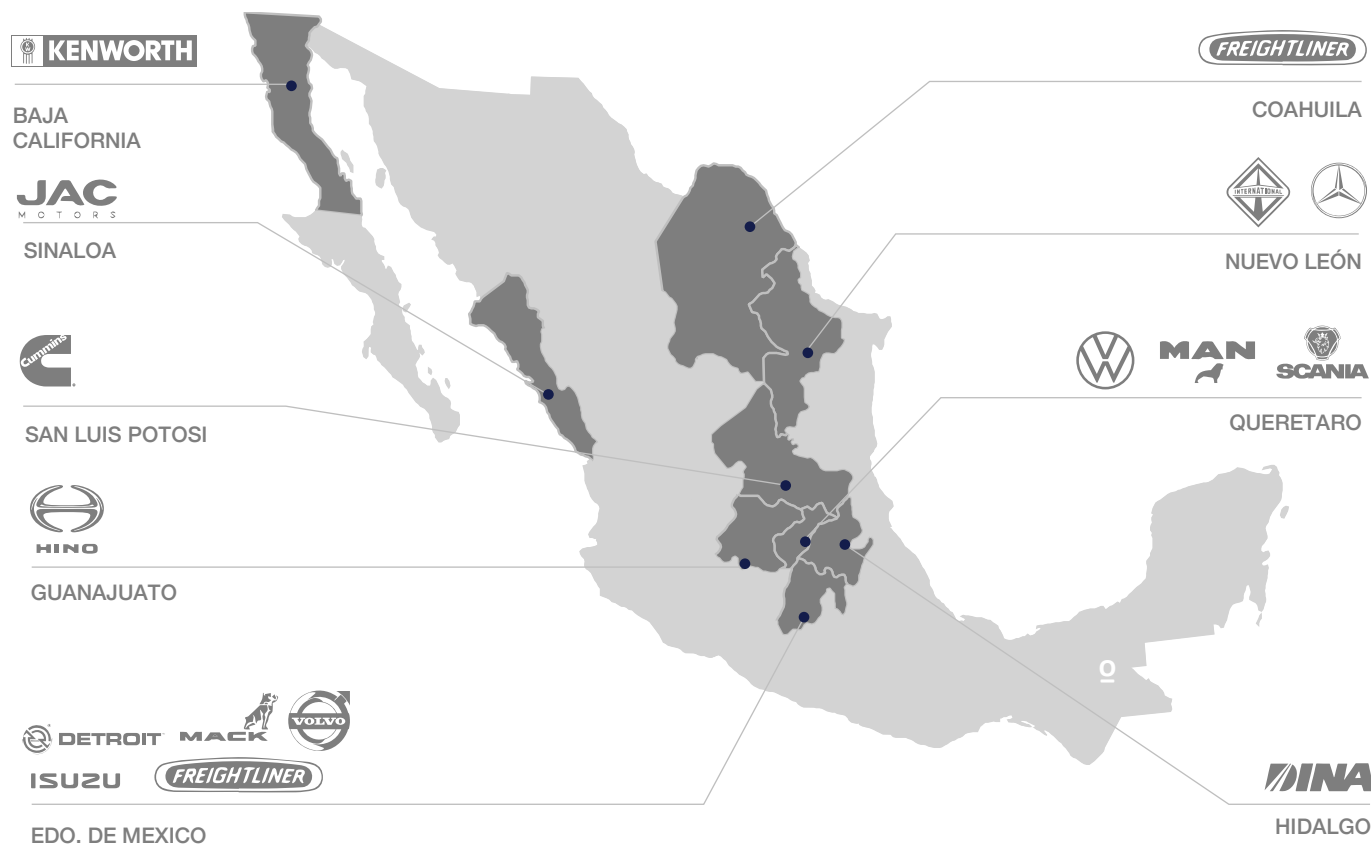 KENWORTH
BAJA
CALIFORNIA
JAC
MOTORS
SINALOA
Cummins
SAN LUIS POTOSI
HINO
GUANAJUATO
DETROIT
MACK
VOLVO
ISUZU
FREIGHTLINER
EDO. DE MEXICO
FREIGHTLINER
COAHUILA
INTERNATIONAL
NUEVO LEÓN
MAN
SCANIA
QUERETARO
o
DINA
HIDALGO